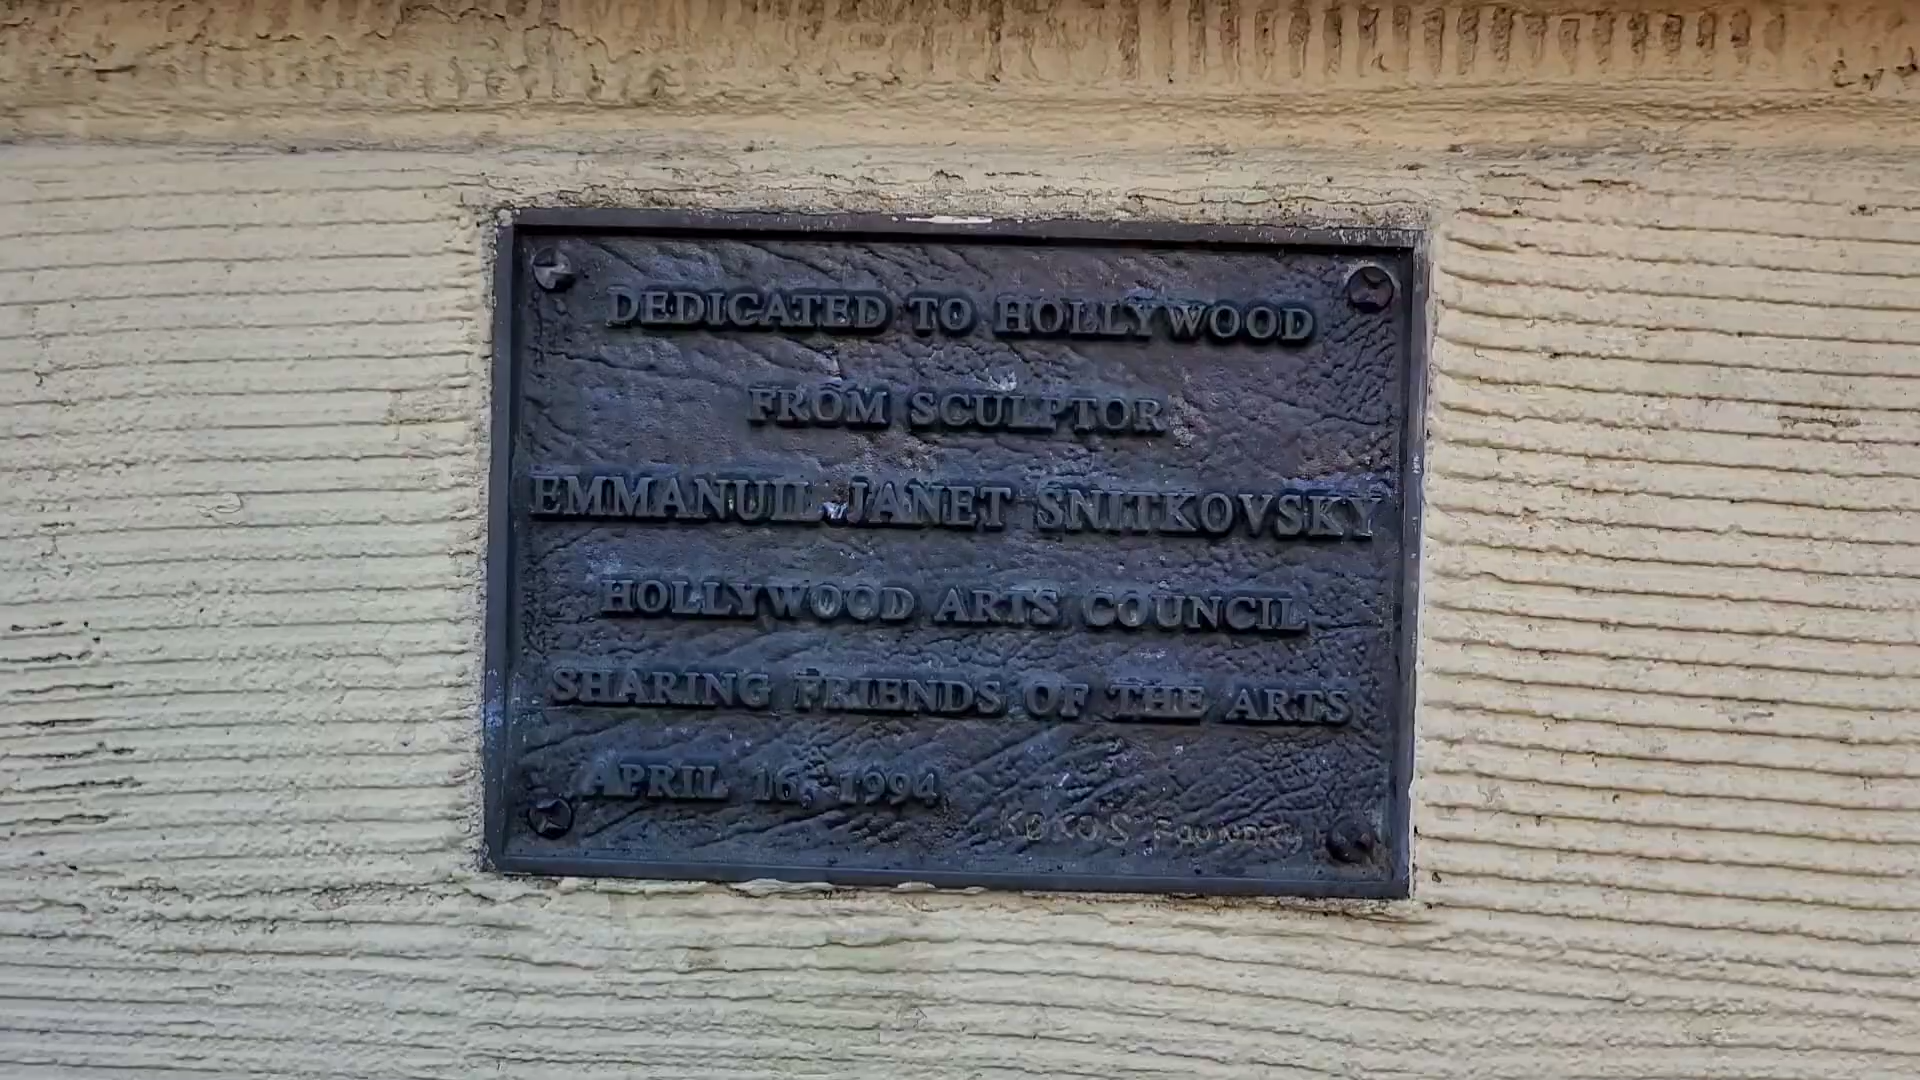 DEDICATED TO HOLLYWOOD
FROM SCULPTOR
EMMANUIL JANET SNITKOVSKY
HOLLYWOOD ARTS COUNCIL
SHARING FRIENDS OF THE ARTS
APRIL 16, 1994
FOUNDRY